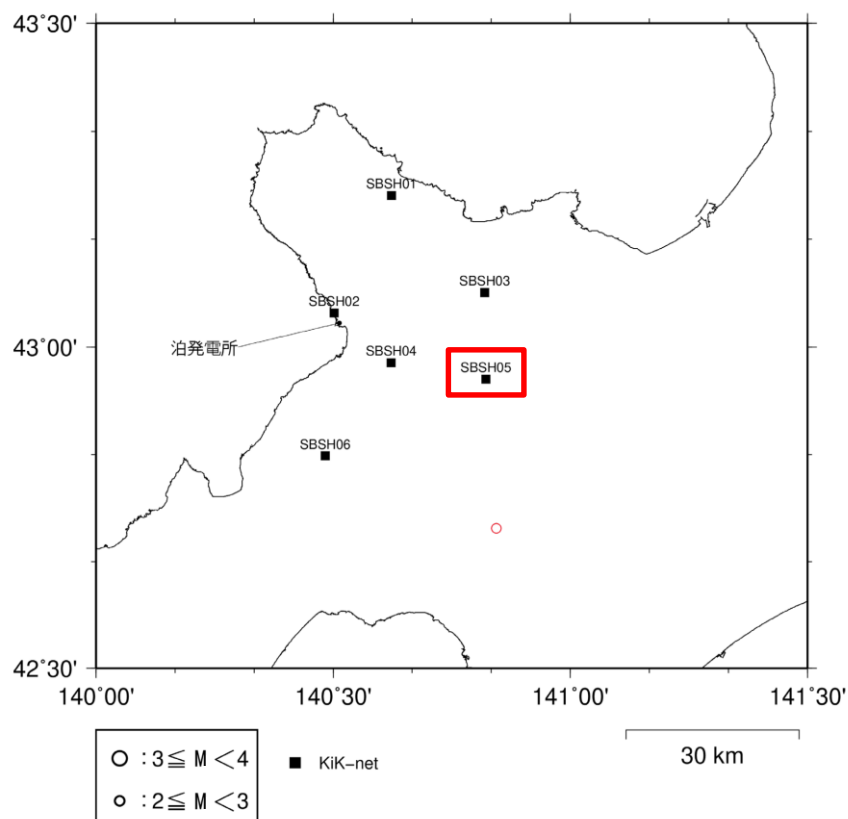 43°30'
SBSH01
SBSH03
SBSH02
泊発電所
43°00'
SBSH04
SBSH05
SBSH06
42°30'
140°00'
140°30'
141°00'
141°30'
○ :3≦ M <4
■ KiK-net
30 km
○ :2≦ M <3